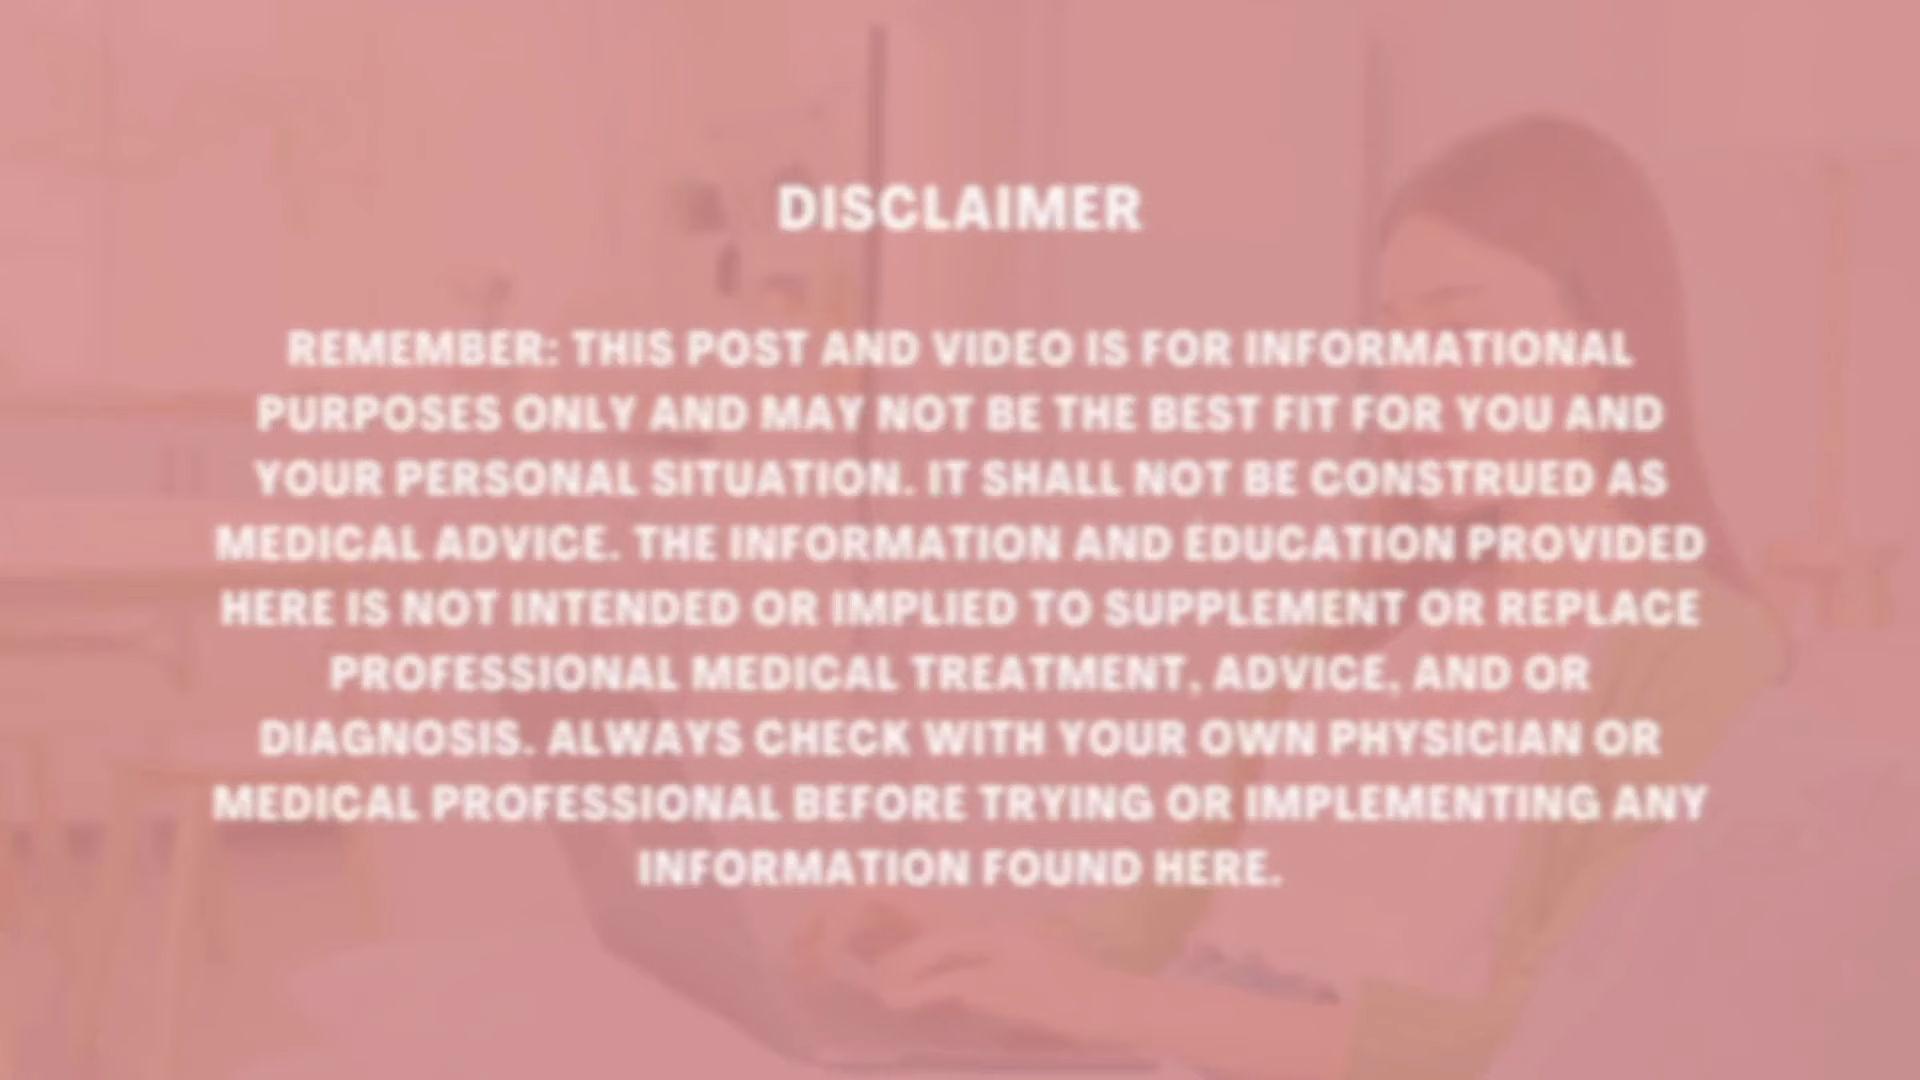 DISCLAIMER
REMEMBER: THIS POST AND VIDEO IS FOR INFORMATIONAL
PURPOSES ONLY AND MAY NOT BE THE BEST FIT FOR YOU AND
YOUR PERSONAL SITUATION. IT SHALL NOT BE CONSTRUED AS
MEDICAL ADVICE. THE INFORMATION AND EDUCATION PROVIDED
HERE IS NOT INTENDED OR IMPLIED TO SUPPLEMENT OR REPLACE
PROFESSIONAL MEDICAL TREATMENT, ADVICE, AND OR
DIAGNOSIS. ALWAYS CHECK WITH YOUR OWN PHYSICIAN OR
MEDICAL PROFESSIONAL BEFORE TRYING OR IMPLEMENTING ANY
INFORMATION FOUND HERE.